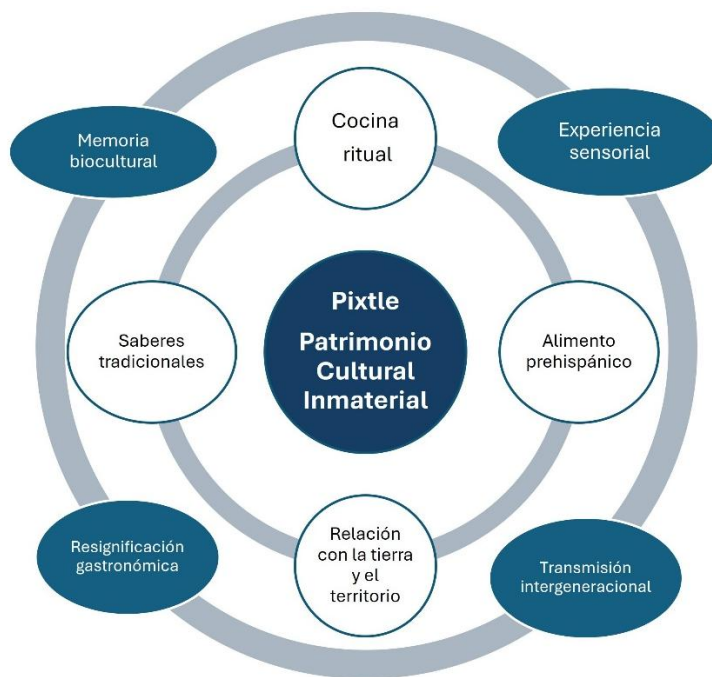 Memoria
biocultural
Cocina
ritual
Experiencia
sensorial
Saberes
tradicionales
Pixtle
Patrimonio
Cultural
Inmaterial
Alimento
prehispánico
Resignificación
gastronómica
Relación
con la tierra
y el
territorio
Transmisión
intergeneracional